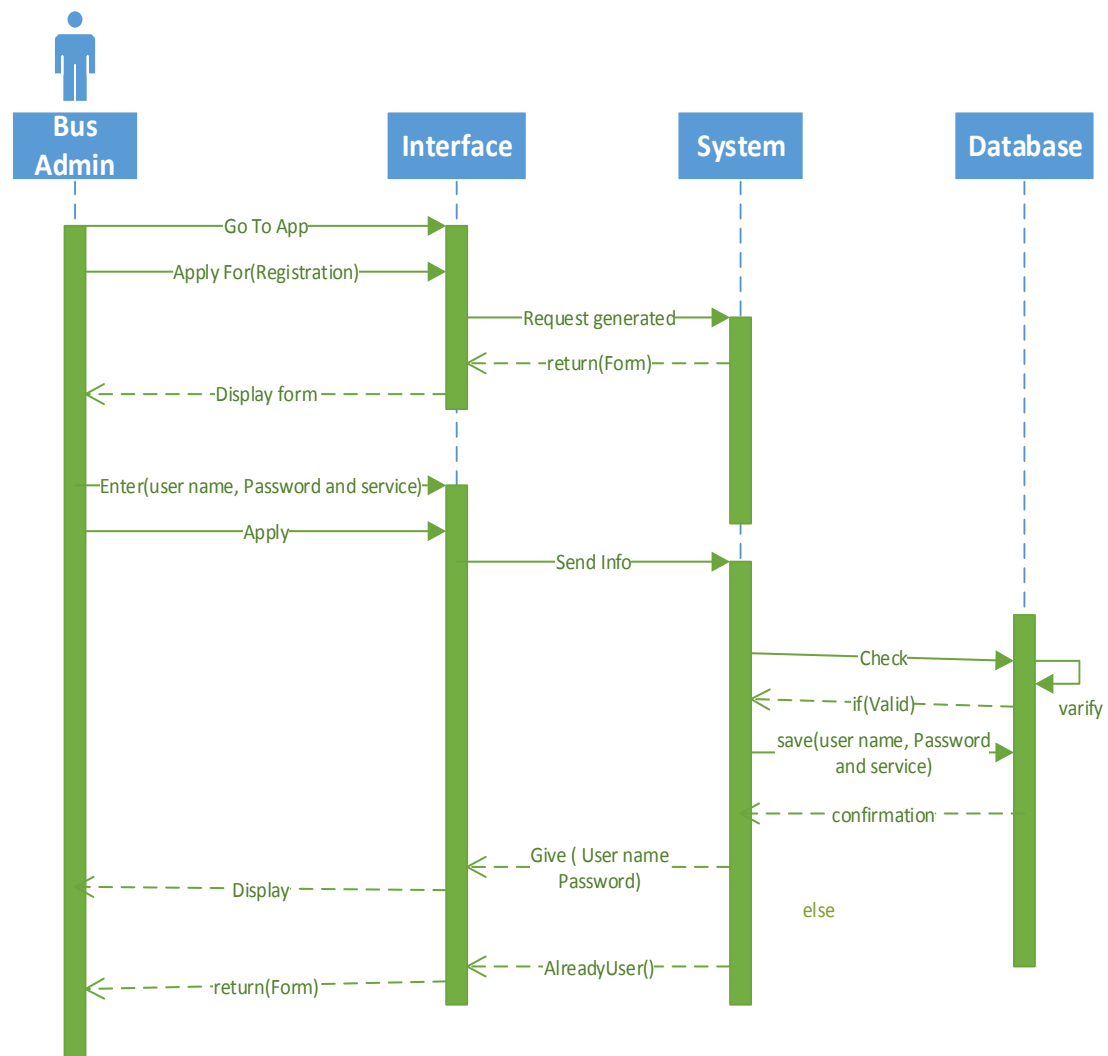 Bus
Admin
Interface
System
Database
Go To App
Apply For(Registration)
Request generated
return(Form)
Display form
Enter(user name, Password and service)
Apply
Send Info
Check
varify
if(Valid)
save(user name, Password
and service)
confirmation
Give ( User name
Password)
Display
else
AlreadyUser()
return(Form)